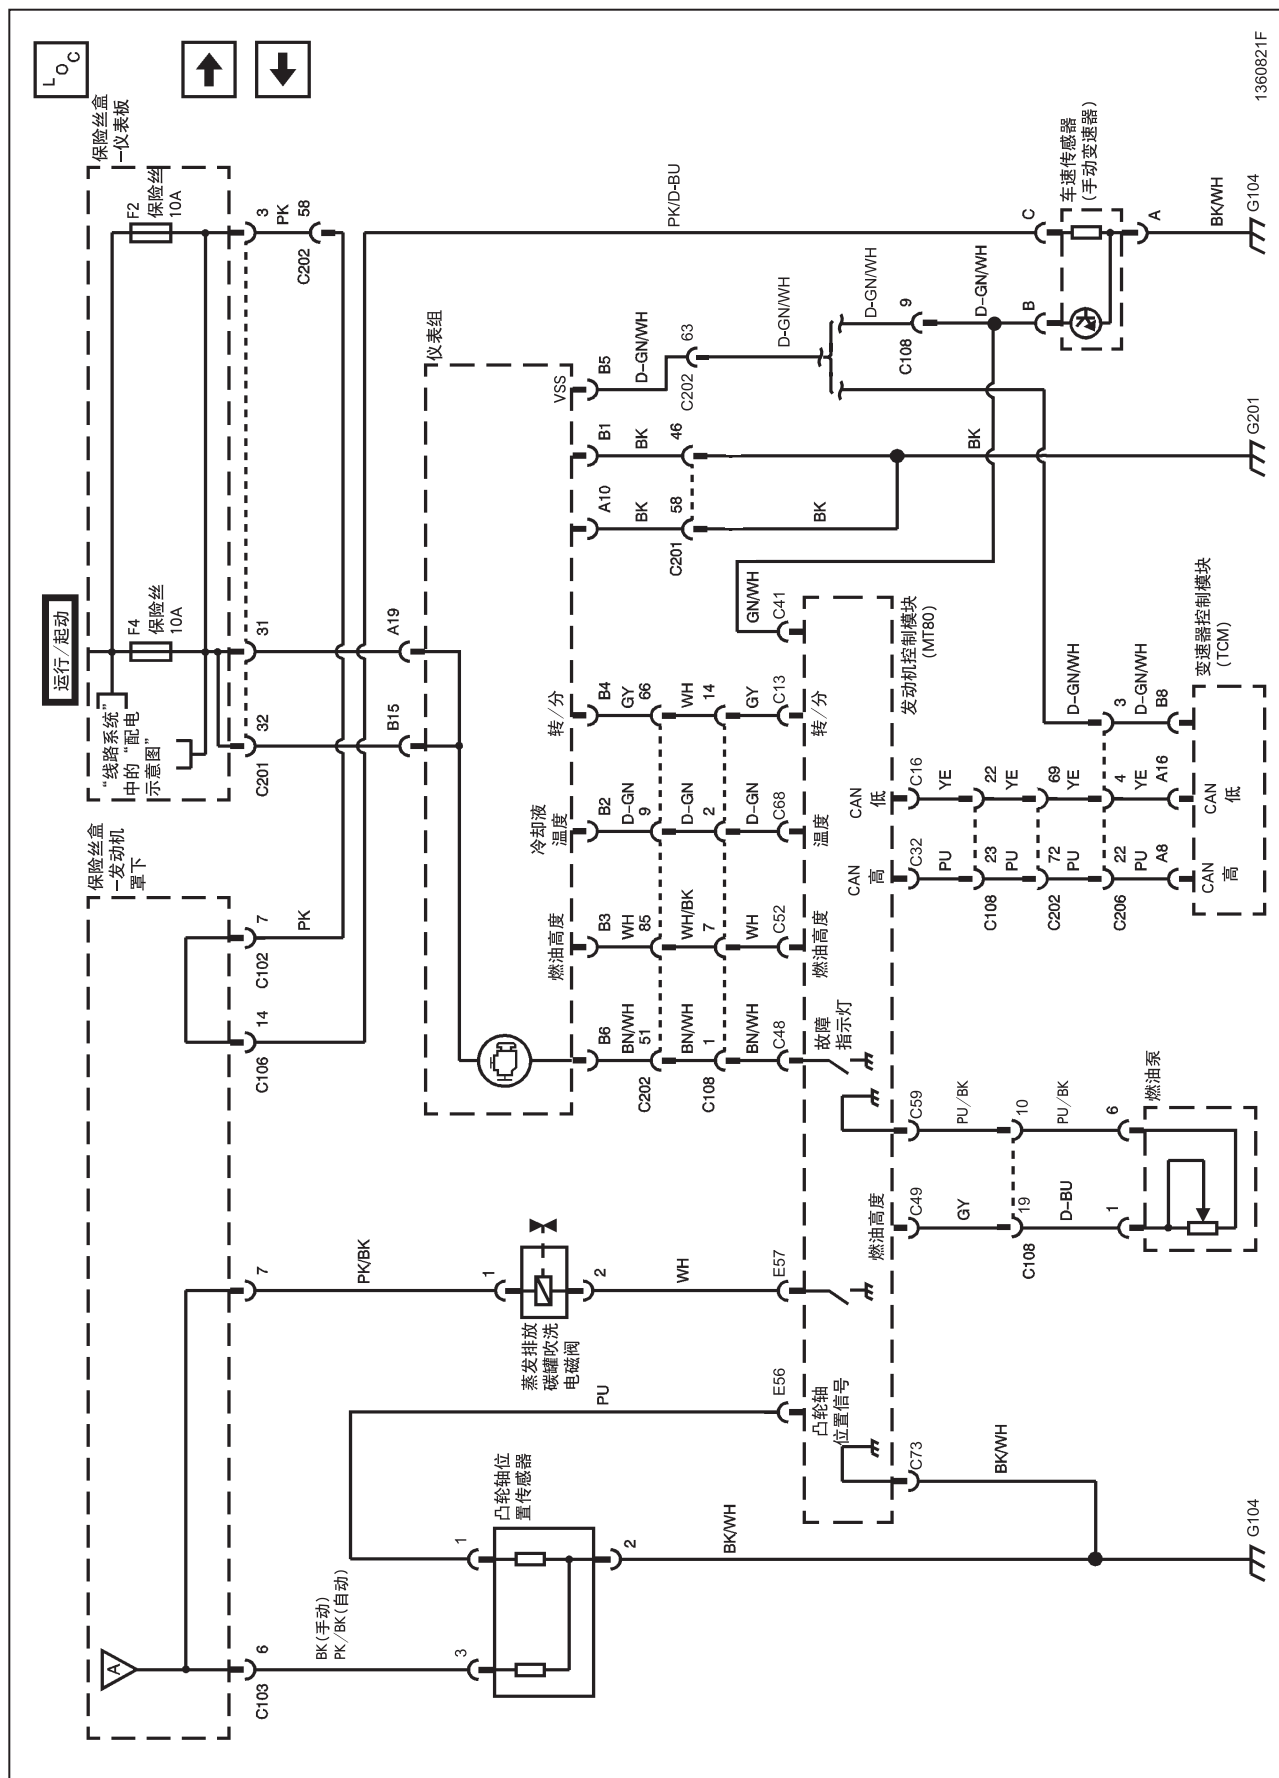 LOC
运行/起动
保险丝盒
–仪表板
F2
保险丝
10A
F4
保险丝
10A
“线路系统”
中的“配电
示意图”
3
PK
58
C202
31
32
C201
A19
B15
保险丝盒
–发动机
罩下
7
PK
C102
14
C106
7
PK/BK
A
6
C103
BK(手动)
PK/BK(自动)
PK/D-BU
仪表组
VSS
B5
D-GN/WH
63
C202
D-GN/WH
D-GN/WH
9
C108
D-GN/WH
B1
BK
46
BK
A10
BK
58
C201
BK
C
B
A
车速传感器
(手动变速器)
BK/WH
G104
G201
转/分
B4
GY
66
WH
14
GY
C13
转/分
冷却液
温度
B2
D-GN
9
D-GN
2
D-GN
C68
温度
燃油高度
B3
WH
85
WH/BK
7
WH
C52
燃油高度
B6
BN/WH
51
C202
BN/WH
1
C108
BN/WH
C48
故障
指示灯
GN/WH
C41
发动机控制模块
(MT80)
CAN
低
C16
YE
22
YE
69
YE
4
YE
A16
CAN
低
CAN
高
C32
PU
23
PU
72
PU
22
PU
A8
CAN
高
C108
C202
C206
D-GN/WH
3
D-GN/WH
B8
变速器控制模块
(TCM)
C59
PU/BK
10
PU/BK
6
燃油泵
燃油高度
C49
GY
19
D-BU
1
C108
1
2
蒸发排放
碳罐吹洗
电磁阀
WH
E57
PU
E56
凸轮轴
位置信号
C73
BK/WH
凸轮轴位
置传感器
1
3
2
BK/WH
G104
1360821F